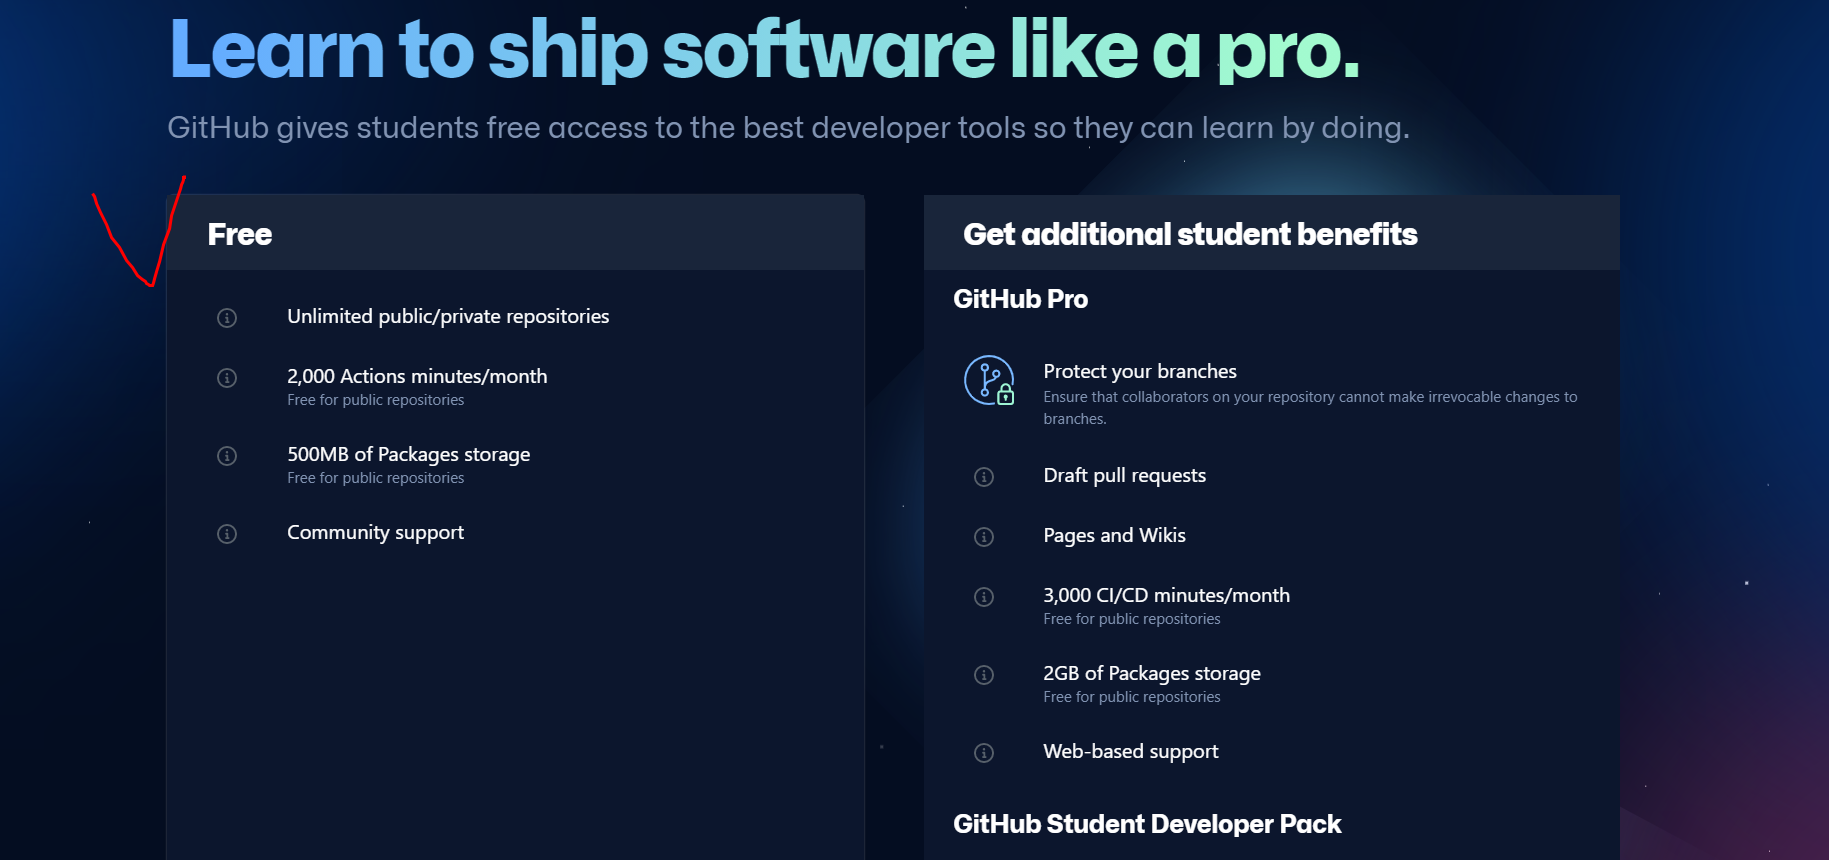 Learn to ship software like a pro.
GitHub gives students free access to the best developer tools so they can learn by doing.
Free
Unlimited public/private repositories
2,000 Actions minutes/month
Free for public repositories
500MB of Packages storage
Free for public repositories
Community support
Get additional student benefits
GitHub Pro
Protect your branches
Ensure that collaborators on your repository cannot make irrevocable changes to
branches.
Draft pull requests
Pages and Wikis
3,000 CI/CD minutes/month
Free for public repositories
2GB of Packages storage
Free for public repositories
Web-based support
GitHub Student Developer Pack